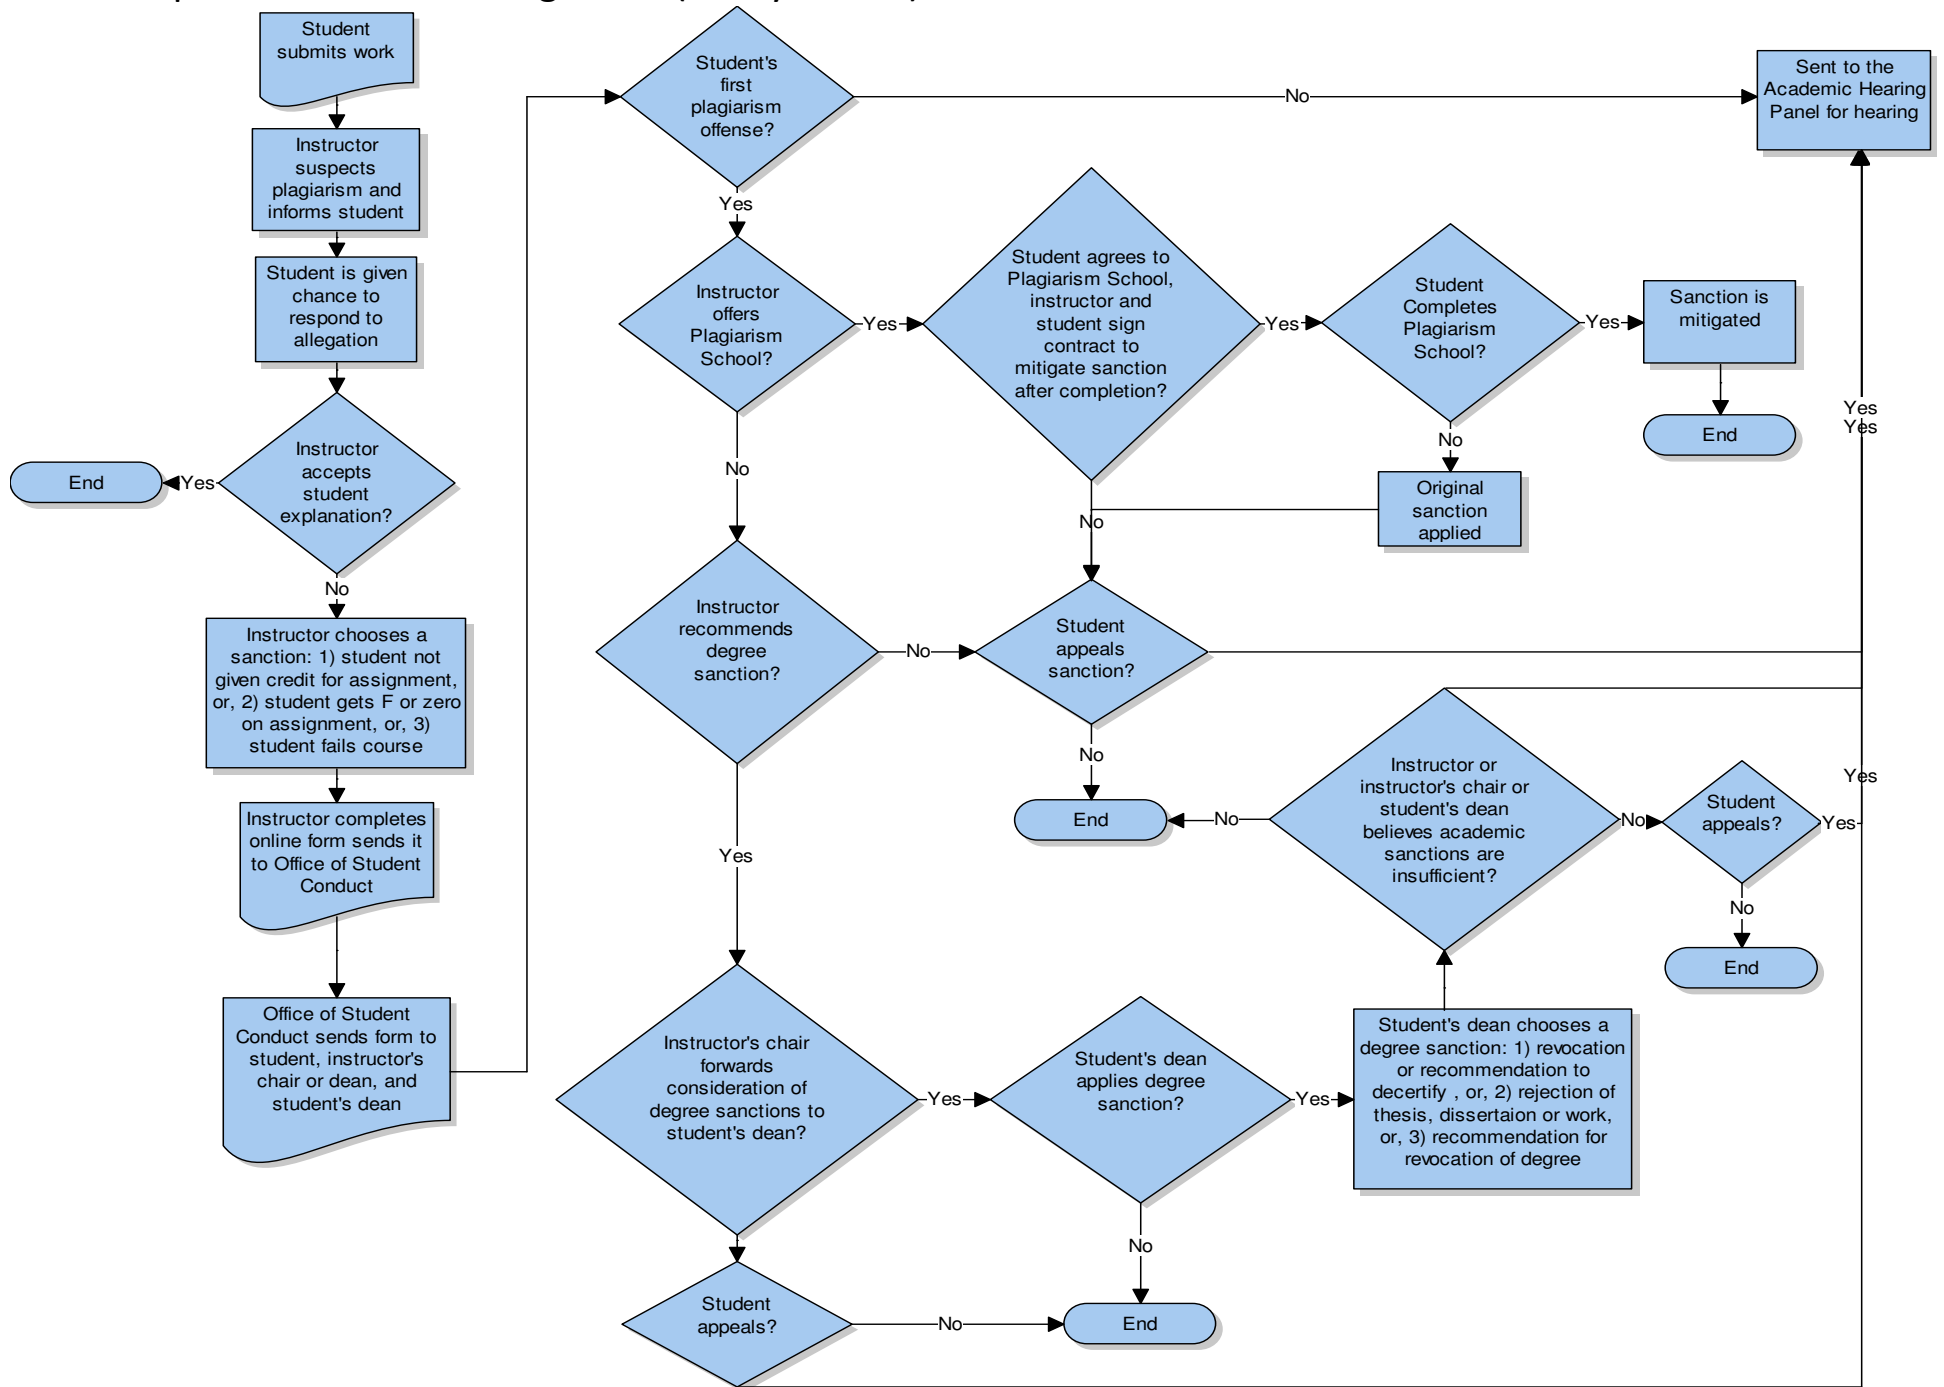 Student
submits work
Instructor
suspects
plagiarism and
informs student
Student is given
chance to
respond to
allegation
Instructor
accepts
student
explanation?
Yes
End
No
Instructor chooses a
sanction: 1) student not
given credit for assignment,
or, 2) student gets F or zero
on assignment, or, 3)
student fails course
Instructor completes
online form sends it
to Office of Student
Conduct
Office of Student
Conduct sends form to
student, instructor's
chair or dean, and
student's dean
Student's
first
plagiarism
offense?
No
Sent to the
Academic Hearing
Panel for hearing
Yes
Instructor
offers
Plagiarism
School?
Yes
Student agrees to
Plagiarism School,
instructor and
student sign
contract to
mitigate sanction
after completion?
Yes
Student
Completes
Plagiarism
School?
Yes
Sanction is
mitigated
End
No
Original
sanction
applied
No
No
Instructor
recommends
degree
sanction?
No
Student
appeals
sanction?
Yes
Yes
No
End
No
Instructor or
instructor's chair or
student's dean
believes academic
sanctions are
insufficient?
No
Student
appeals?
Yes
Yes
No
End
Yes
Instructor's chair
forwards
consideration of
degree sanctions to
student's dean?
Yes
Student's dean
applies degree
sanction?
Yes
Student's dean chooses a
degree sanction: 1) revocation
or recommendation to
decertify , or, 2) rejection of
thesis, dissertaion or work,
or, 3) recommendation for
revocation of degree
No
Student
appeals?
No
End